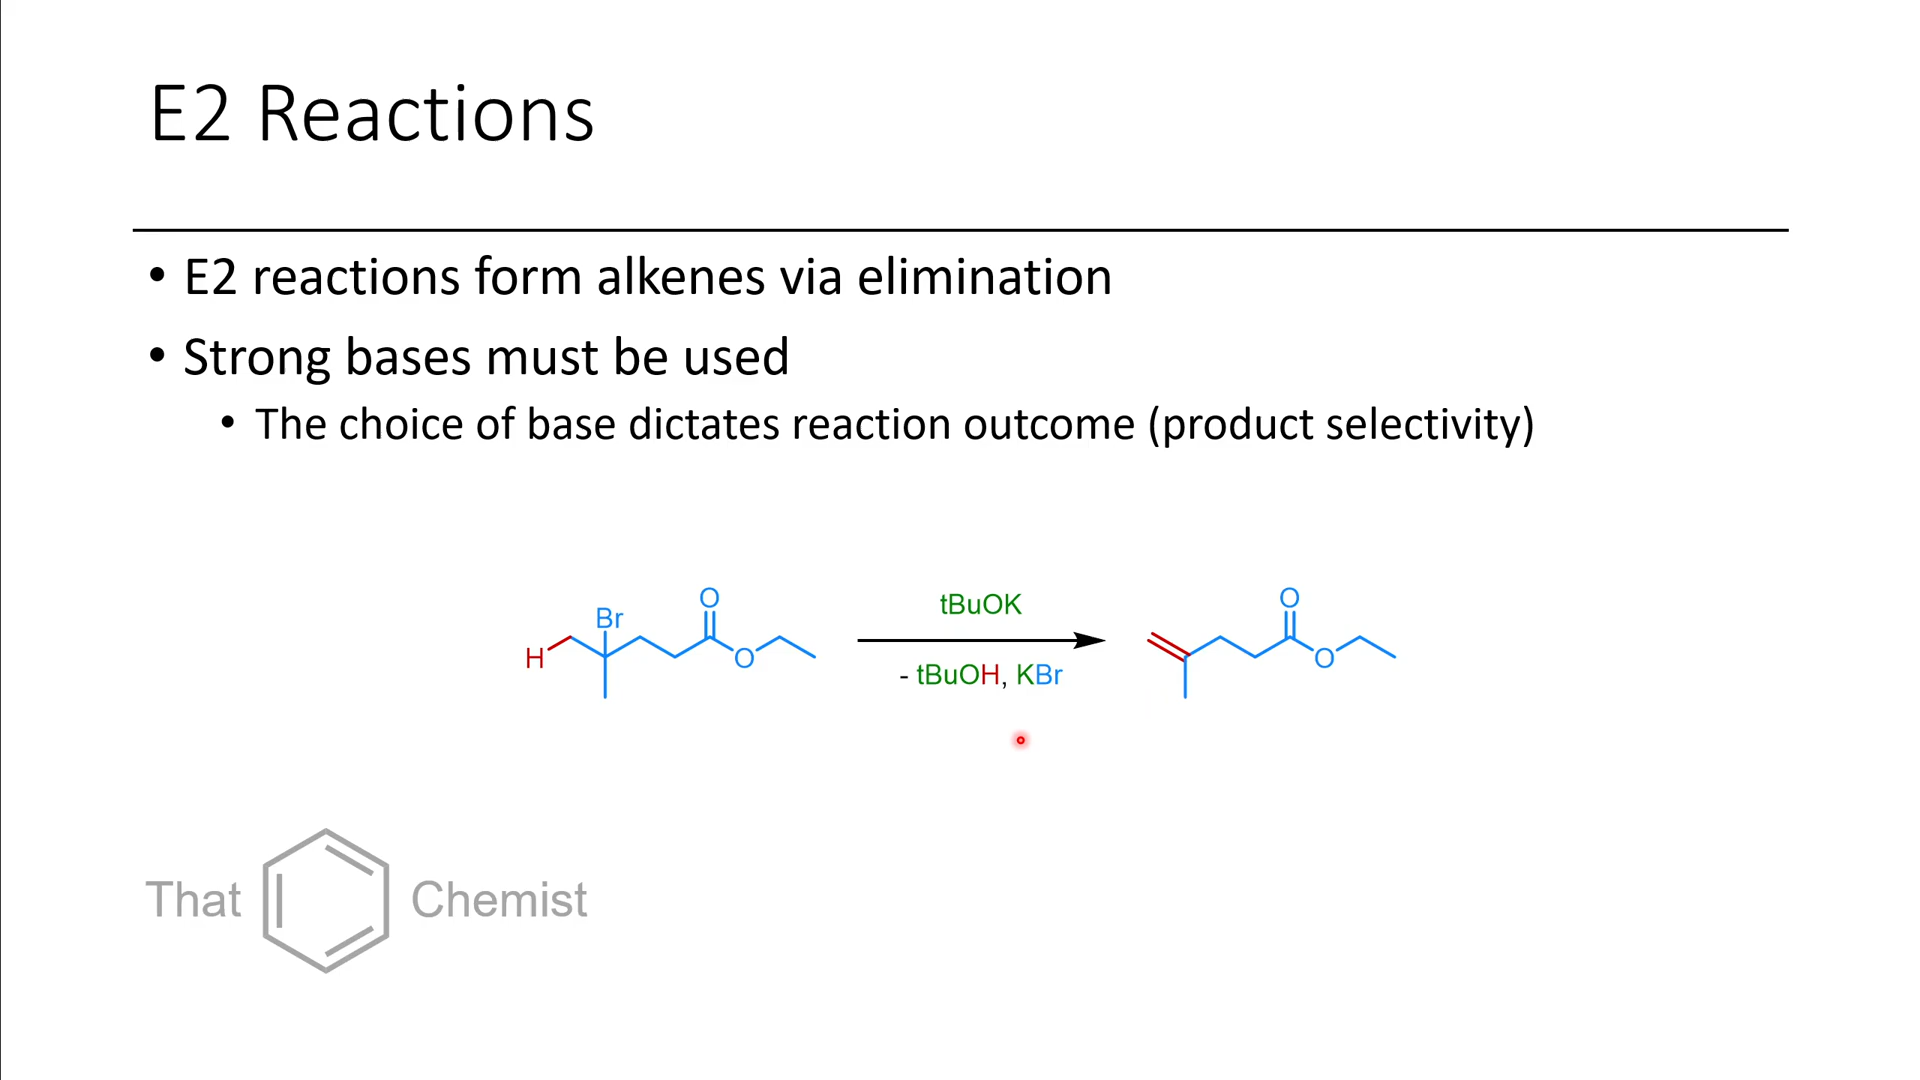 E2 Reactions
• E2 reactions form alkenes via elimination
• Strong bases must be used
• The choice of base dictates reaction outcome (product selectivity)
O
Br
H
O
tBuOK
- tBuOH, KBr
O
O
That Chemist